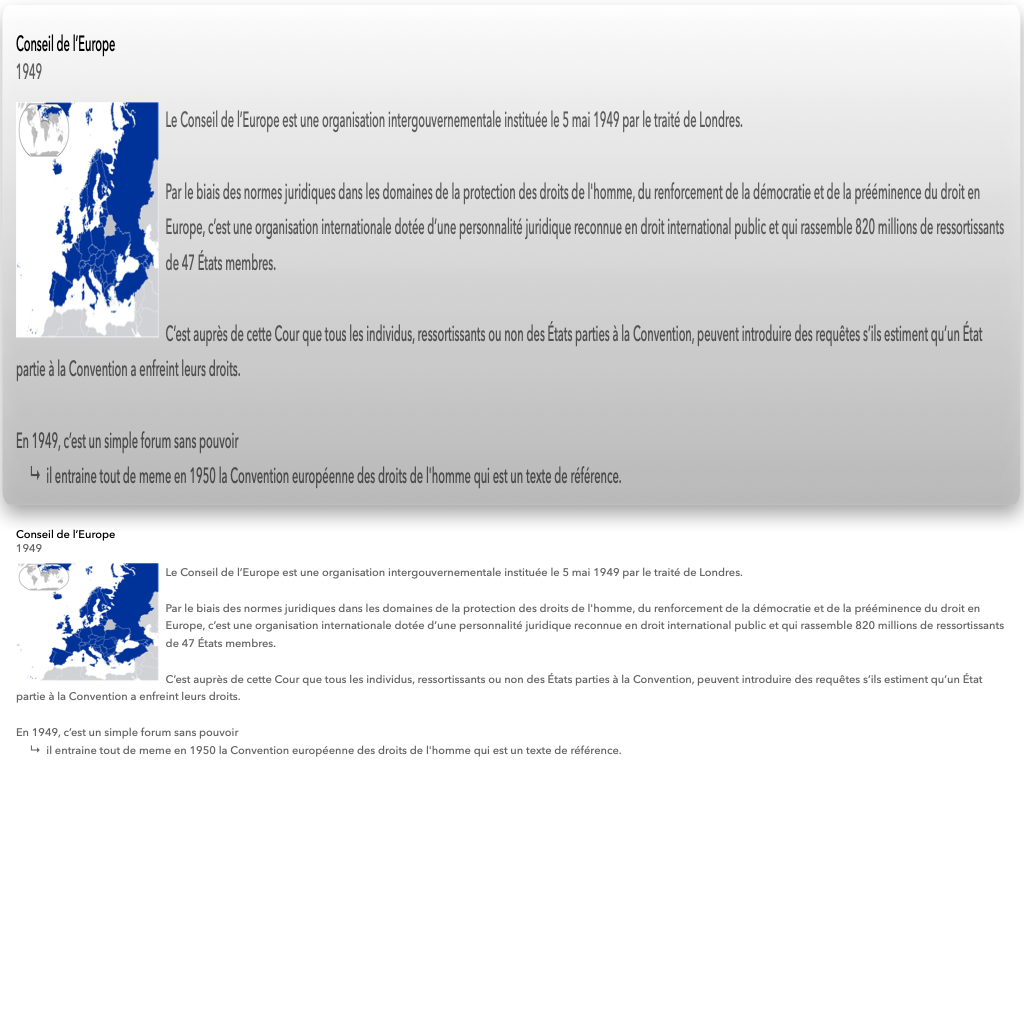 Conseil de l’Europe
1949
Le Conseil de l’Europe est une organisation intergouvernementale instituée le 5 mai 1949 par le traité de Londres.
Par le biais des normes juridiques dans les domaines de la protection des droits de l'homme, du renforcement de la démocratie et de la prééminence du droit en
Europe, c’est une organisation internationale dotée d’une personnalité juridique reconnue en droit international public et qui rassemble 820 millions de ressortissants
de 47 États membres.
C’est auprès de cette Cour que tous les individus, ressortissants ou non des États parties à la Convention, peuvent introduire des requêtes s’ils estiment qu’un État
partie à la Convention a enfreint leurs droits.
En 1949, c’est un simple forum sans pouvoir
↳ il entraine tout de meme en 1950 la Convention européenne des droits de l'homme qui est un texte de référence.
Conseil de l’Europe
1949
Le Conseil de l’Europe est une organisation intergouvernementale instituée le 5 mai 1949 par le traité de Londres.
Par le biais des normes juridiques dans les domaines de la protection des droits de l'homme, du renforcement de la démocratie et de la prééminence du droit en
Europe, c’est une organisation internationale dotée d’une personnalité juridique reconnue en droit international public et qui rassemble 820 millions de ressortissants
de 47 États membres.
C’est auprès de cette Cour que tous les individus, ressortissants ou non des États parties à la Convention, peuvent introduire des requêtes s’ils estiment qu’un État
partie à la Convention a enfreint leurs droits.
En 1949, c’est un simple forum sans pouvoir
↳ il entraine tout de meme en 1950 la Convention européenne des droits de l'homme qui est un texte de référence.